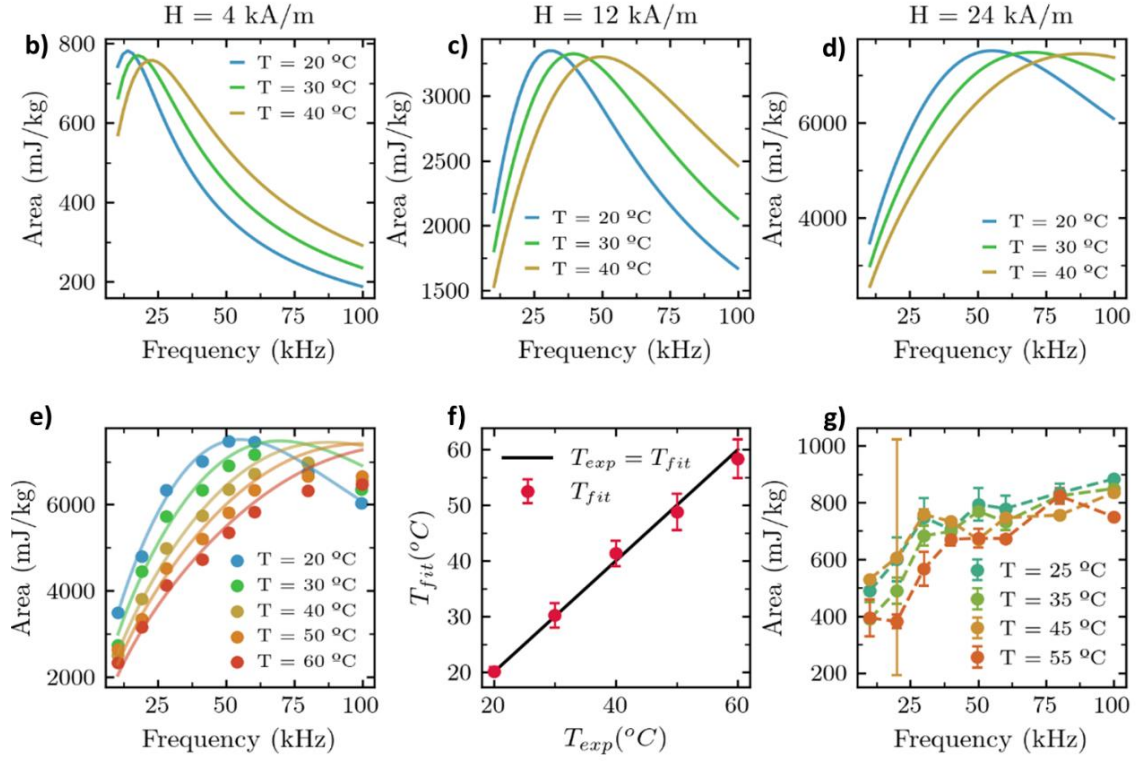 H = 4 kA/m
H = 12 kA/m
H = 24 kA/m
b)
800
600
400
200
Area (mJ/kg)
T = 20 ºC
T = 30 ºC
T = 40 ºC
25 50 75 100
Frequency (kHz)
c)
3000
2500
2000
1500
Area (mJ/kg)
T = 20 ºC
T = 30 ºC
T = 40 ºC
25 50 75 100
Frequency (kHz)
d)
7000
4000
Area (mJ/kg)
T = 20 ºC
T = 30 ºC
T = 40 ºC
25 50 75 100
Frequency (kHz)
e)
6000
4000
2000
Area (mJ/kg)
T = 20 ºC
T = 30 ºC
T = 40 ºC
T = 50 ºC
T = 60 ºC
25 50 75 100
Frequency (kHz)
f)
60
50
40
30
20
T_fit(°C)
T_exp = T_fit
T_fit
20 40 60
T_exp(°C)
g)
1000
800
600
400
200
Area (mJ/kg)
T = 25 ºC
T = 35 ºC
T = 45 ºC
T = 55 ºC
25 50 75 100
Frequency (kHz)